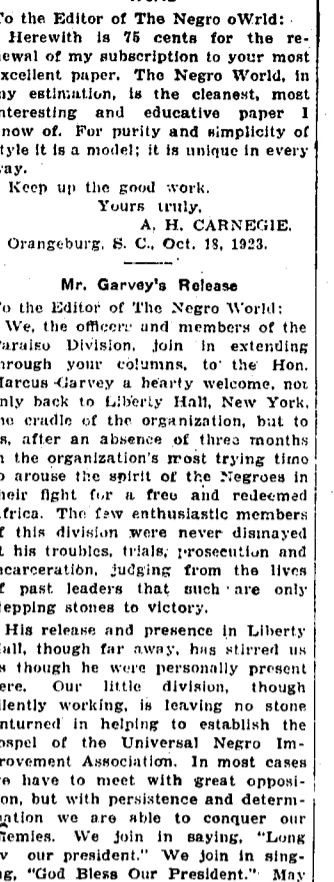 To the Editor of The Negro oWrld:
Herewith is 75 cents for the re-
newal of my subscription to your most
excellent paper. The Negro World, in
my estimation, is the cleanest, most
interesting and educative paper I
know of. For purity and simplicity of
style it is a model; it is unique in every
way.
Keep up the good work.
Yours truly,
A. H. CARNEGIE.
Orangeburg, S. C., Oct. 18, 1923.
Mr. Garvey's Release
To the Editor of The Negro World:
We, the officers and members of the
Paraiso Division, join in extending
through your columns, to the Hon.
Marcus Garvey a hearty welcome, not
only back to Liberty Hall, New York,
the cradle of the organization, but to
us, after an absence of three months
in the organization's most trying time
to arouse the spirit of the Negroes in
their fight for a free and redeemed
Africa. The few enthusiastic members
of this division were never dismayed
at his troubles, trials, prosecution and
incarceration, judging from the lives
of past leaders that such are only
stepping stones to victory.
His release and presence in Liberty
Hall, though far away, has stirred us
as though he were personally present
here. Our little division, though
silently working, is leaving no stone
unturned in helping to establish the
gospel of the Universal Negro Im-
provement Association. In most cases
we have to meet with great opposi-
tion, but with persistence and determ-
ination we are able to conquer our
enemies. We join in saying, "Long
our president." We join in sing-
ing, "God Bless Our President." May